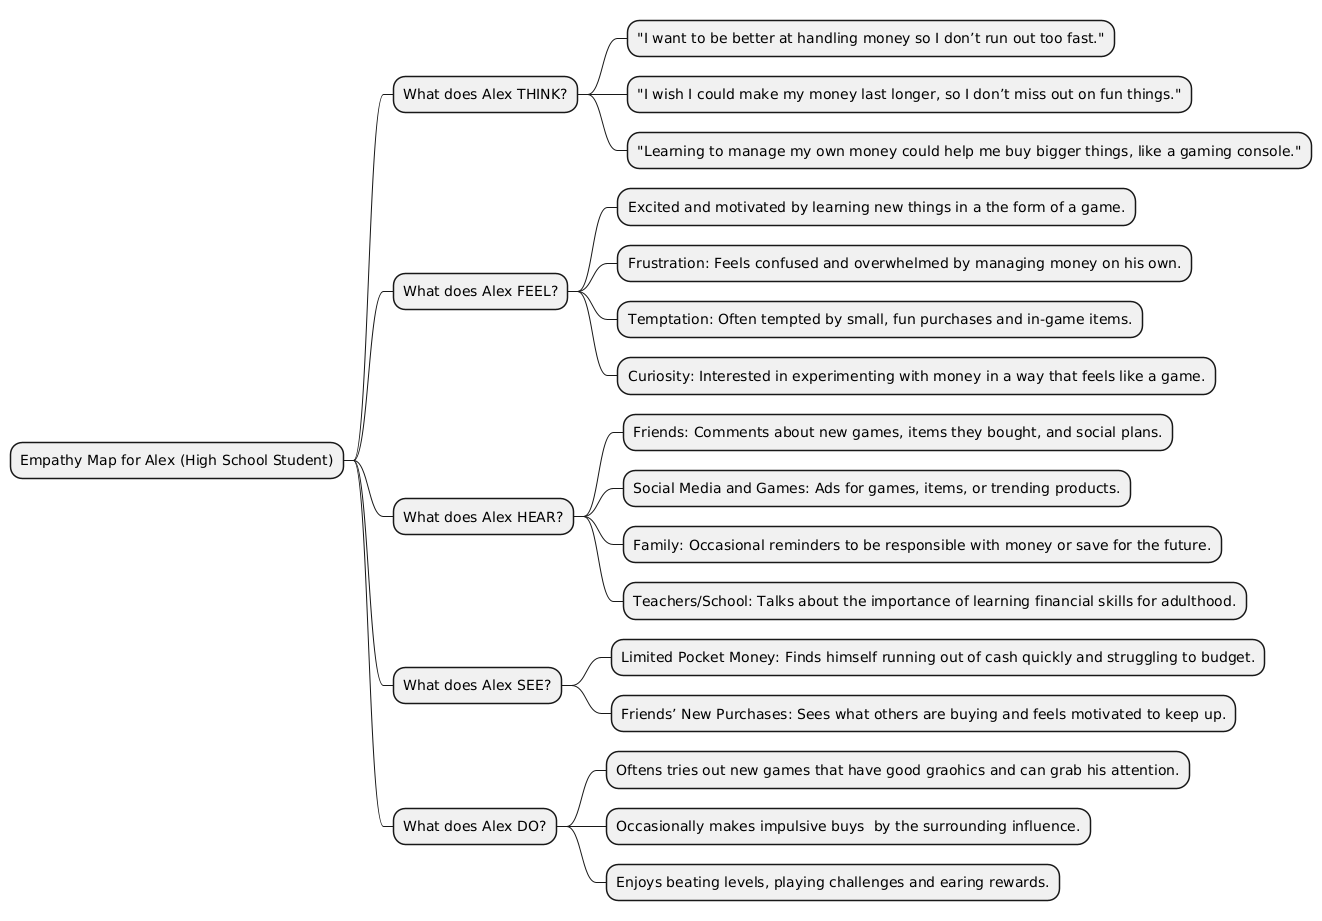 Empathy Map for Alex (High School Student)
What does Alex THINK?
"I want to be better at handling money so I don’t run out too fast."
"I wish I could make my money last longer, so I don’t miss out on fun things."
"Learning to manage my own money could help me buy bigger things, like a gaming console."
What does Alex FEEL?
Excited and motivated by learning new things in a the form of a game.
Frustration: Feels confused and overwhelmed by managing money on his own.
Temptation: Often tempted by small, fun purchases and in-game items.
Curiosity: Interested in experimenting with money in a way that feels like a game.
What does Alex HEAR?
Friends: Comments about new games, items they bought, and social plans.
Social Media and Games: Ads for games, items, or trending products.
Family: Occasional reminders to be responsible with money or save for the future.
Teachers/School: Talks about the importance of learning financial skills for adulthood.
What does Alex SEE?
Limited Pocket Money: Finds himself running out of cash quickly and struggling to budget.
Friends’ New Purchases: Sees what others are buying and feels motivated to keep up.
What does Alex DO?
Oftens tries out new games that have good graohics and can grab his attention.
Occasionally makes impulsive buys  by the surrounding influence.
Enjoys beating levels, playing challenges and earing rewards.